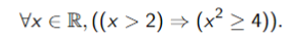 ∀x ∈ ℝ, ((x > 2) ⇒ (x² ≥ 4)).